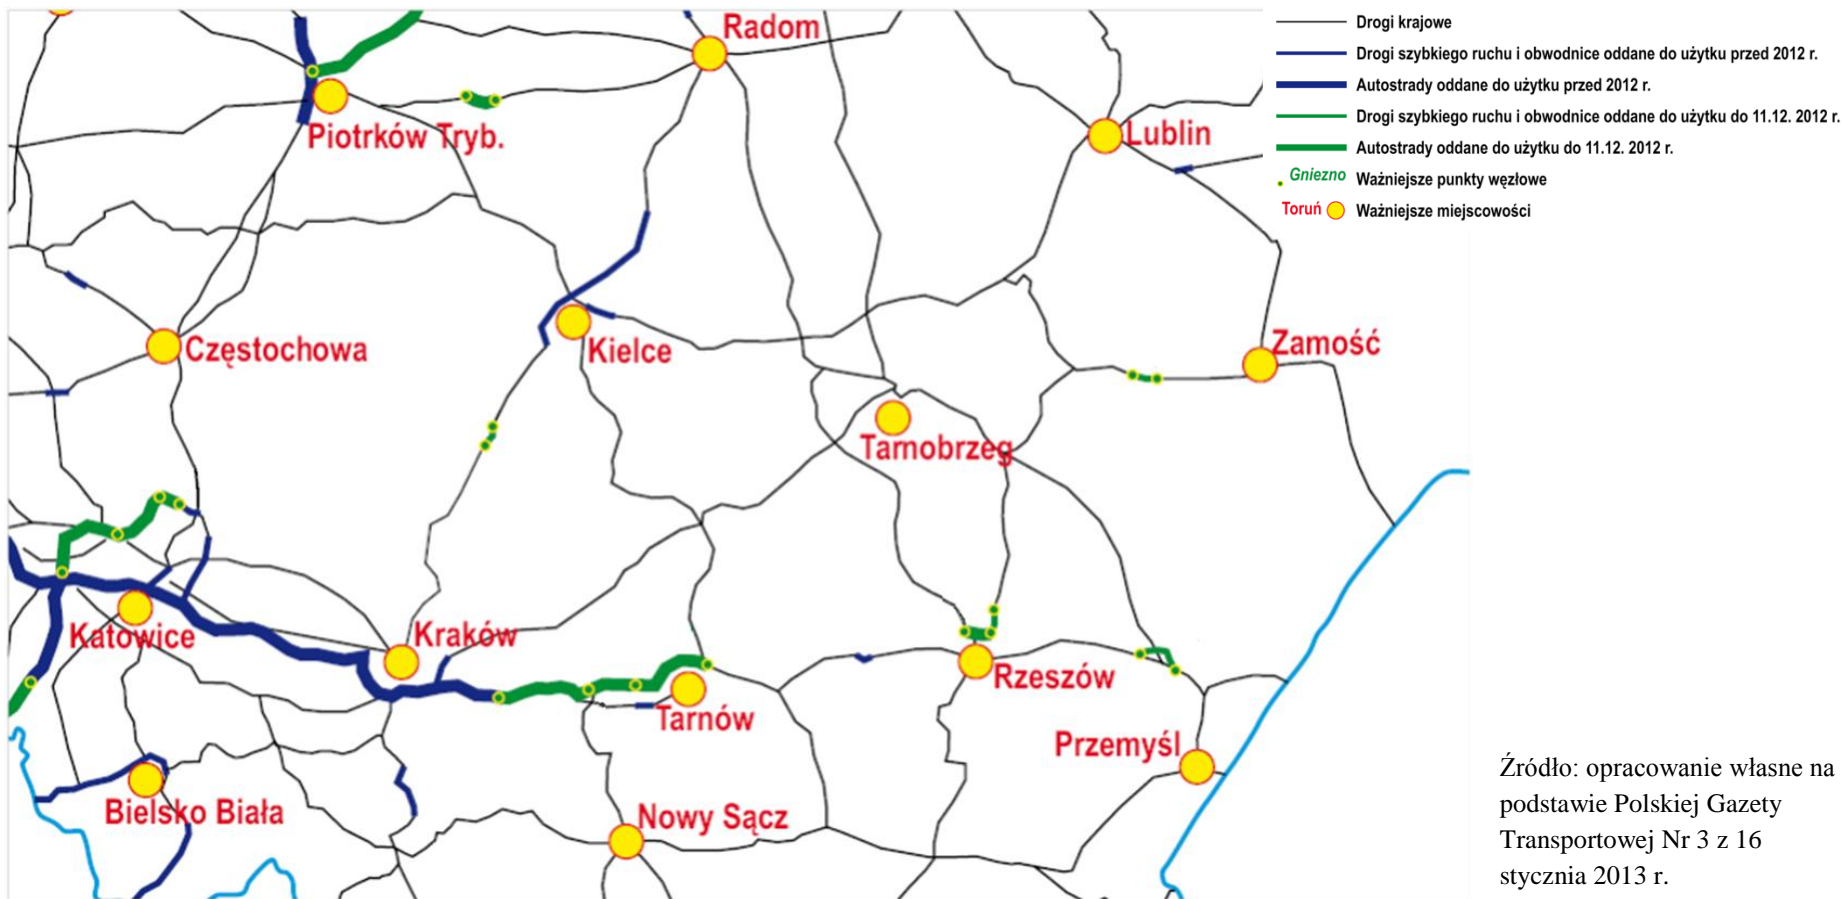 Radom
Piotrków Tryb.
Lublin
Częstochowa
Kielce
Zamość
Tarnobrzeg
Katowice
Kraków
Tarnów
Rzeszów
Przemyśl
Bielsko Biała
Nowy Sącz
Drogi krajowe
Drogi szybkiego ruchu i obwodnice oddane do użytku przed 2012 r.
Autostrady oddane do użytku przed 2012 r.
Drogi szybkiego ruchu i obwodnice oddane do użytku do 11.12. 2012 r.
Autostrady oddane do użytku do 11.12. 2012 r.
Gniezno Ważniejsze punkty węzłowe
Toruń Ważniejsze miejscowości
Źródło: opracowanie własne na
podstawie Polskiej Gazety
Transportowej Nr 3 z 16
stycznia 2013 r.